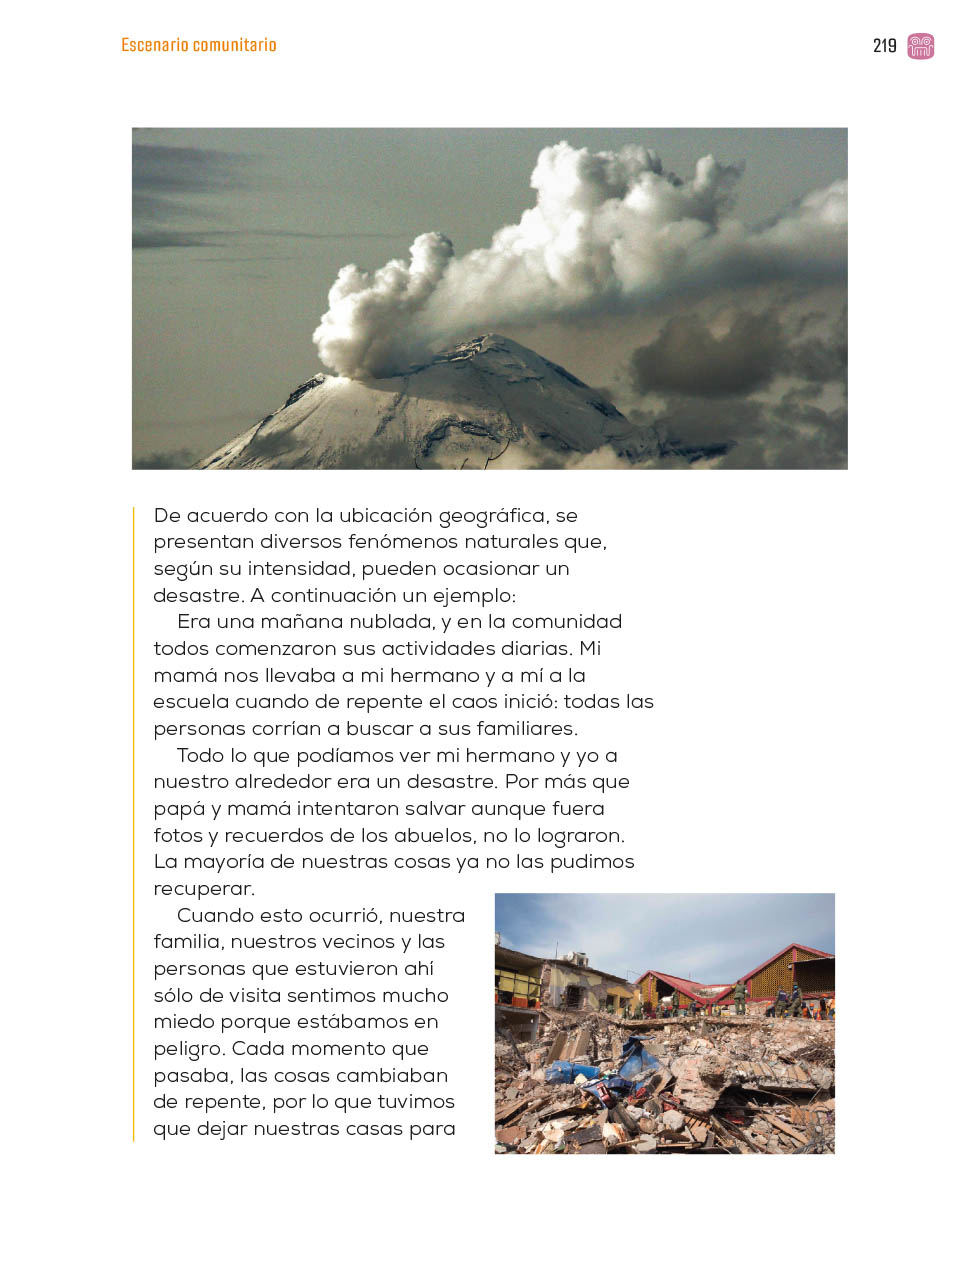 Escenario comunitario
219
De acuerdo con la ubicación geográfica, se
presentan diversos fenómenos naturales que,
según su intensidad, pueden ocasionar un
desastre. A continuación un ejemplo:
Era una mañana nublada, y en la comunidad
todos comenzaron sus actividades diarias. Mi
mamá nos llevaba a mi hermano y a mí a la
escuela cuando de repente el caos inició: todas las
personas corrían a buscar a sus familiares.
Todo lo que podíamos ver mi hermano y yo a
nuestro alrededor era un desastre. Por más que
papá y mamá intentaron salvar aunque fuera
fotos y recuerdos de los abuelos, no lo lograron.
La mayoría de nuestras cosas ya no las pudimos
recuperar.
Cuando esto ocurrió, nuestra
familia, nuestros vecinos y las
personas que estuvieron ahí
sólo de visita sentimos mucho
miedo porque estábamos en
peligro. Cada momento que
pasaba, las cosas cambiaban
de repente, por lo que tuvimos
que dejar nuestras casas para